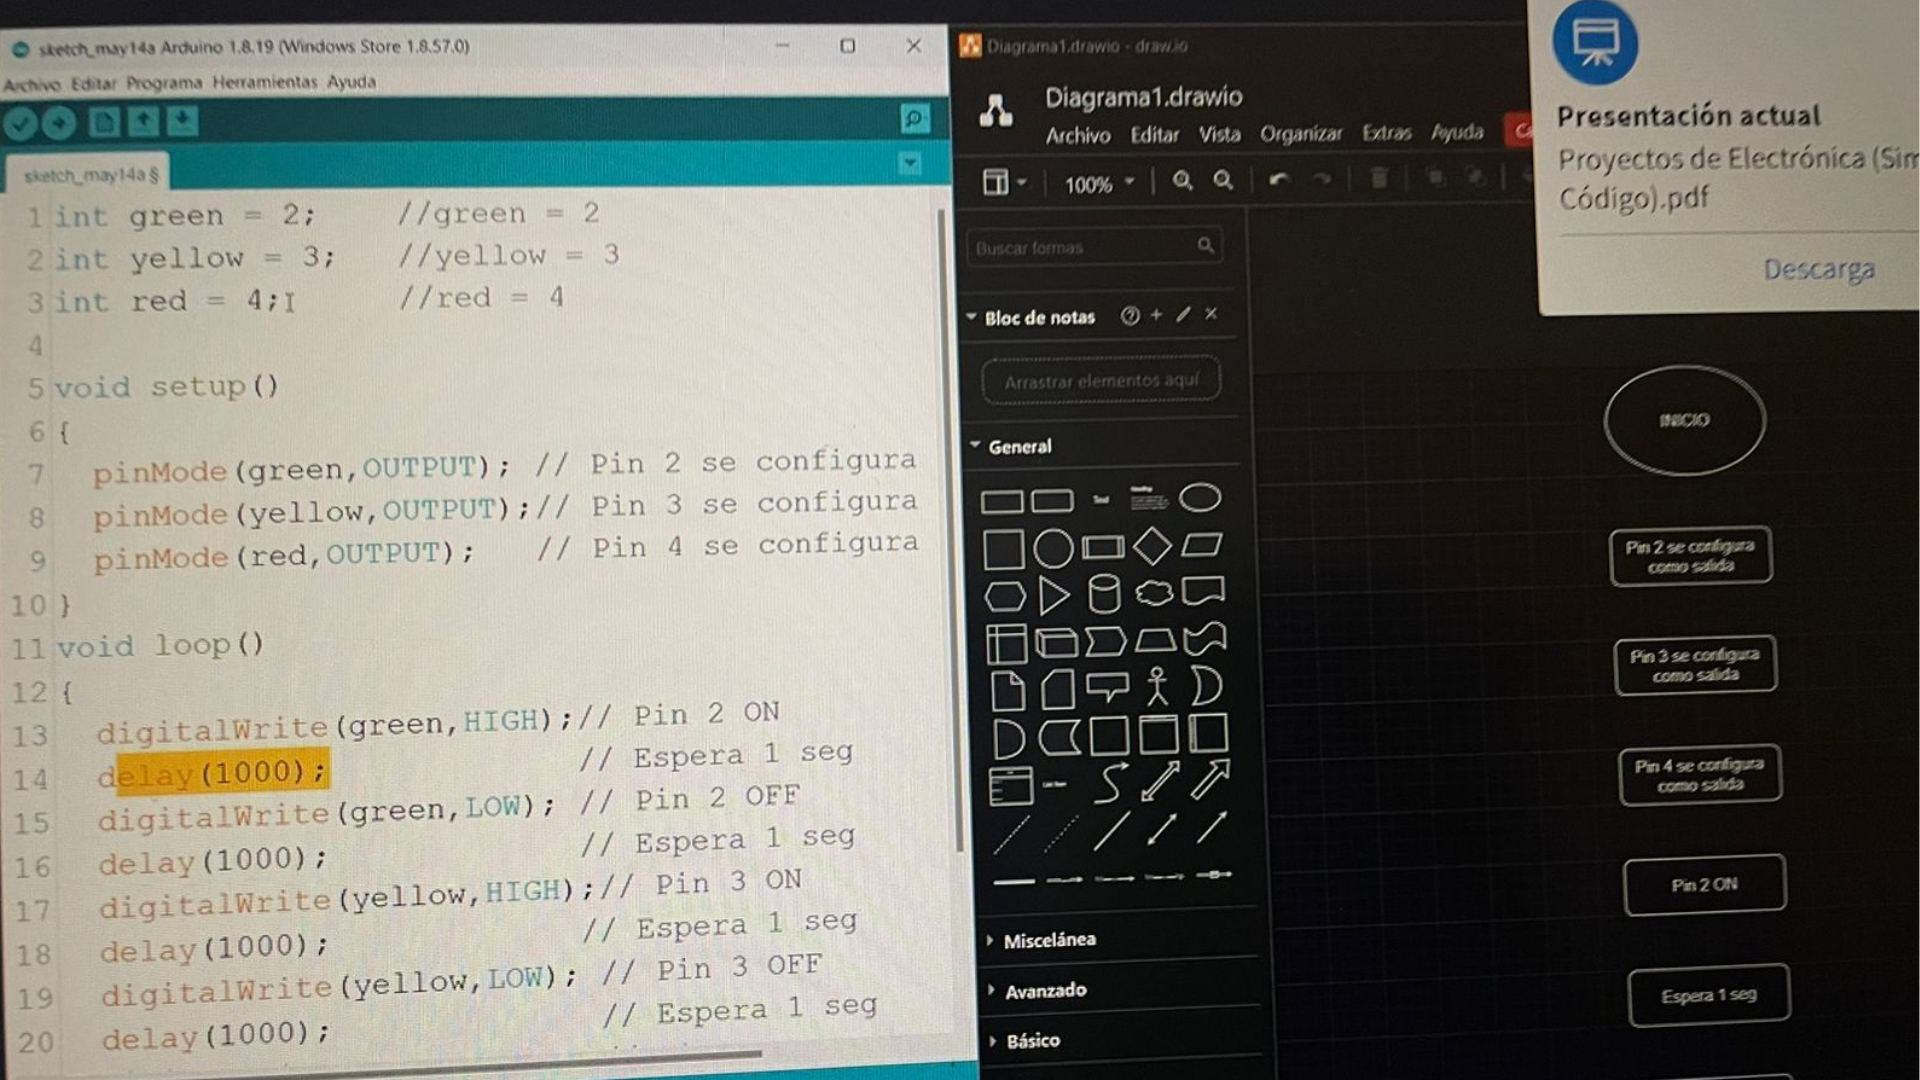 sketch_may14a Arduino 1.8.19 (Windows Store 1.8.57.0)
Archivo Editar Programa Herramientas Ayuda
sketch_may14a §
1 int green = 2; //green = 2
2 int yellow = 3; //yellow = 3
3 int red = 4; //red = 4
4
5 void setup()
6 {
7 pinMode(green,OUTPUT); // Pin 2 se configura
8 pinMode(yellow,OUTPUT);// Pin 3 se configura
9 pinMode(red,OUTPUT); // Pin 4 se configura
10 }
11 void loop()
12 {
13 digitalWrite(green,HIGH);// Pin 2 ON
14 delay(1000); // Espera 1 seg
15 digitalWrite(green,LOW); // Pin 2 OFF
16 delay(1000); // Espera 1 seg
17 digitalWrite(yellow,HIGH);// Pin 3 ON
18 delay(1000); // Espera 1 seg
19 digitalWrite(yellow,LOW); // Pin 3 OFF
20 delay(1000); // Espera 1 seg
Diagrama1.drawio - draw.io
Diagrama1.drawio
Archivo Editar Vista Organizar Extras Ayuda
100%
Buscar formas
Bloc de notas
Arrastrar elementos aquí
General
Text
Miscelánea
Avanzado
Básico
Presentación actual
Proyectos de Electrónica (Sim
Código).pdf
Descarga
INICIO
Pin 2 se configura
como salida
Pin 3 se configura
como salida
Pin 4 se configura
como salida
Pin 2 ON
Espera 1 seg